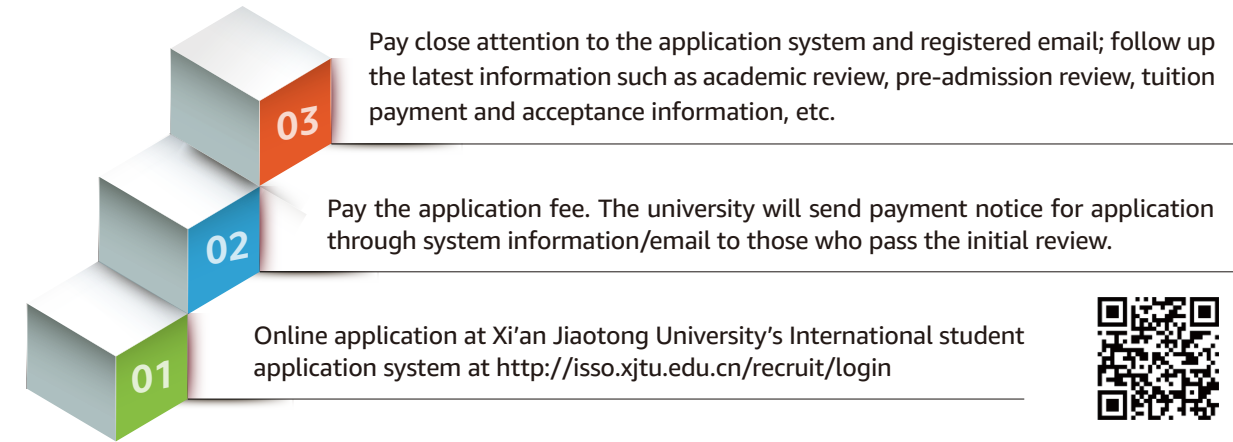 03
Pay close attention to the application system and registered email; follow up
the latest information such as academic review, pre-admission review, tuition
payment and acceptance information, etc.
02
Pay the application fee. The university will send payment notice for application
through system information/email to those who pass the initial review.
01
Online application at Xi’an Jiaotong University’s International student
application system at http://isso.xjtu.edu.cn/recruit/login